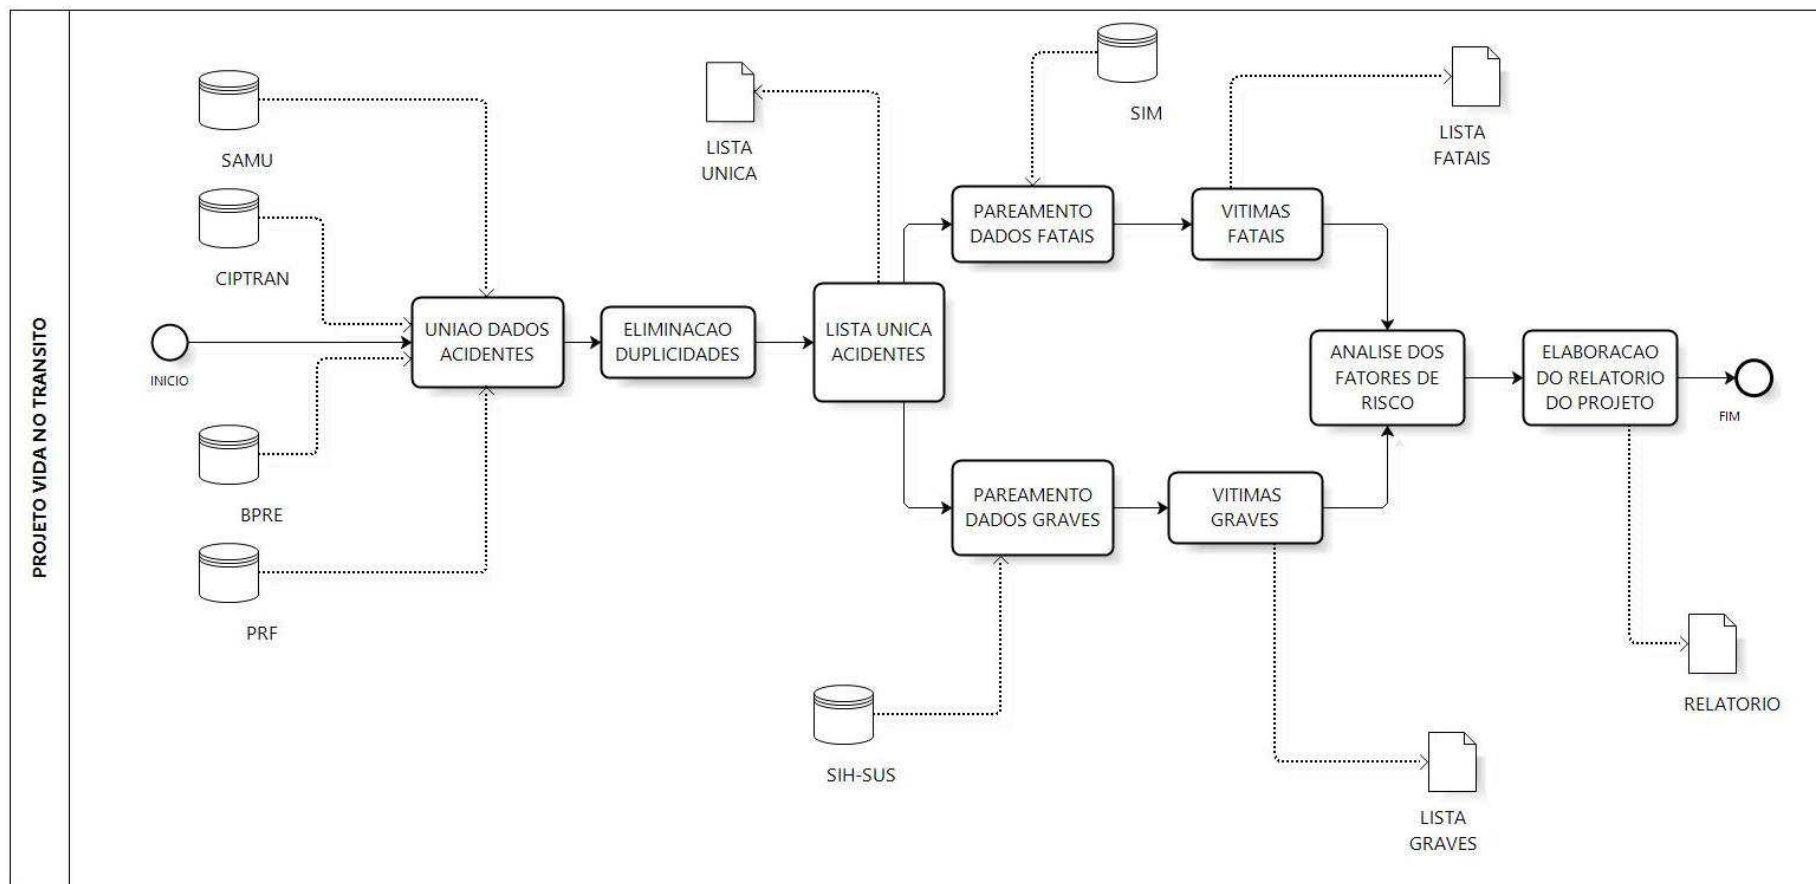 PROJETO VIDA NO TRANSITO
SAMU
CIPTRAN
INICIO
BPRE
PRF
UNIAO DADOS
ACIDENTES
ELIMINACAO
DUPLICIDADES
LISTA
UNICA
LISTA UNICA
ACIDENTES
SIM
PAREAMENTO
DADOS FATAIS
VITIMAS
FATAIS
LISTA
FATAIS
PAREAMENTO
DADOS GRAVES
VITIMAS
GRAVES
SIH-SUS
LISTA
GRAVES
ANALISE DOS
FATORES DE
RISCO
ELABORACAO
DO RELATORIO
DO PROJETO
FIM
RELATORIO